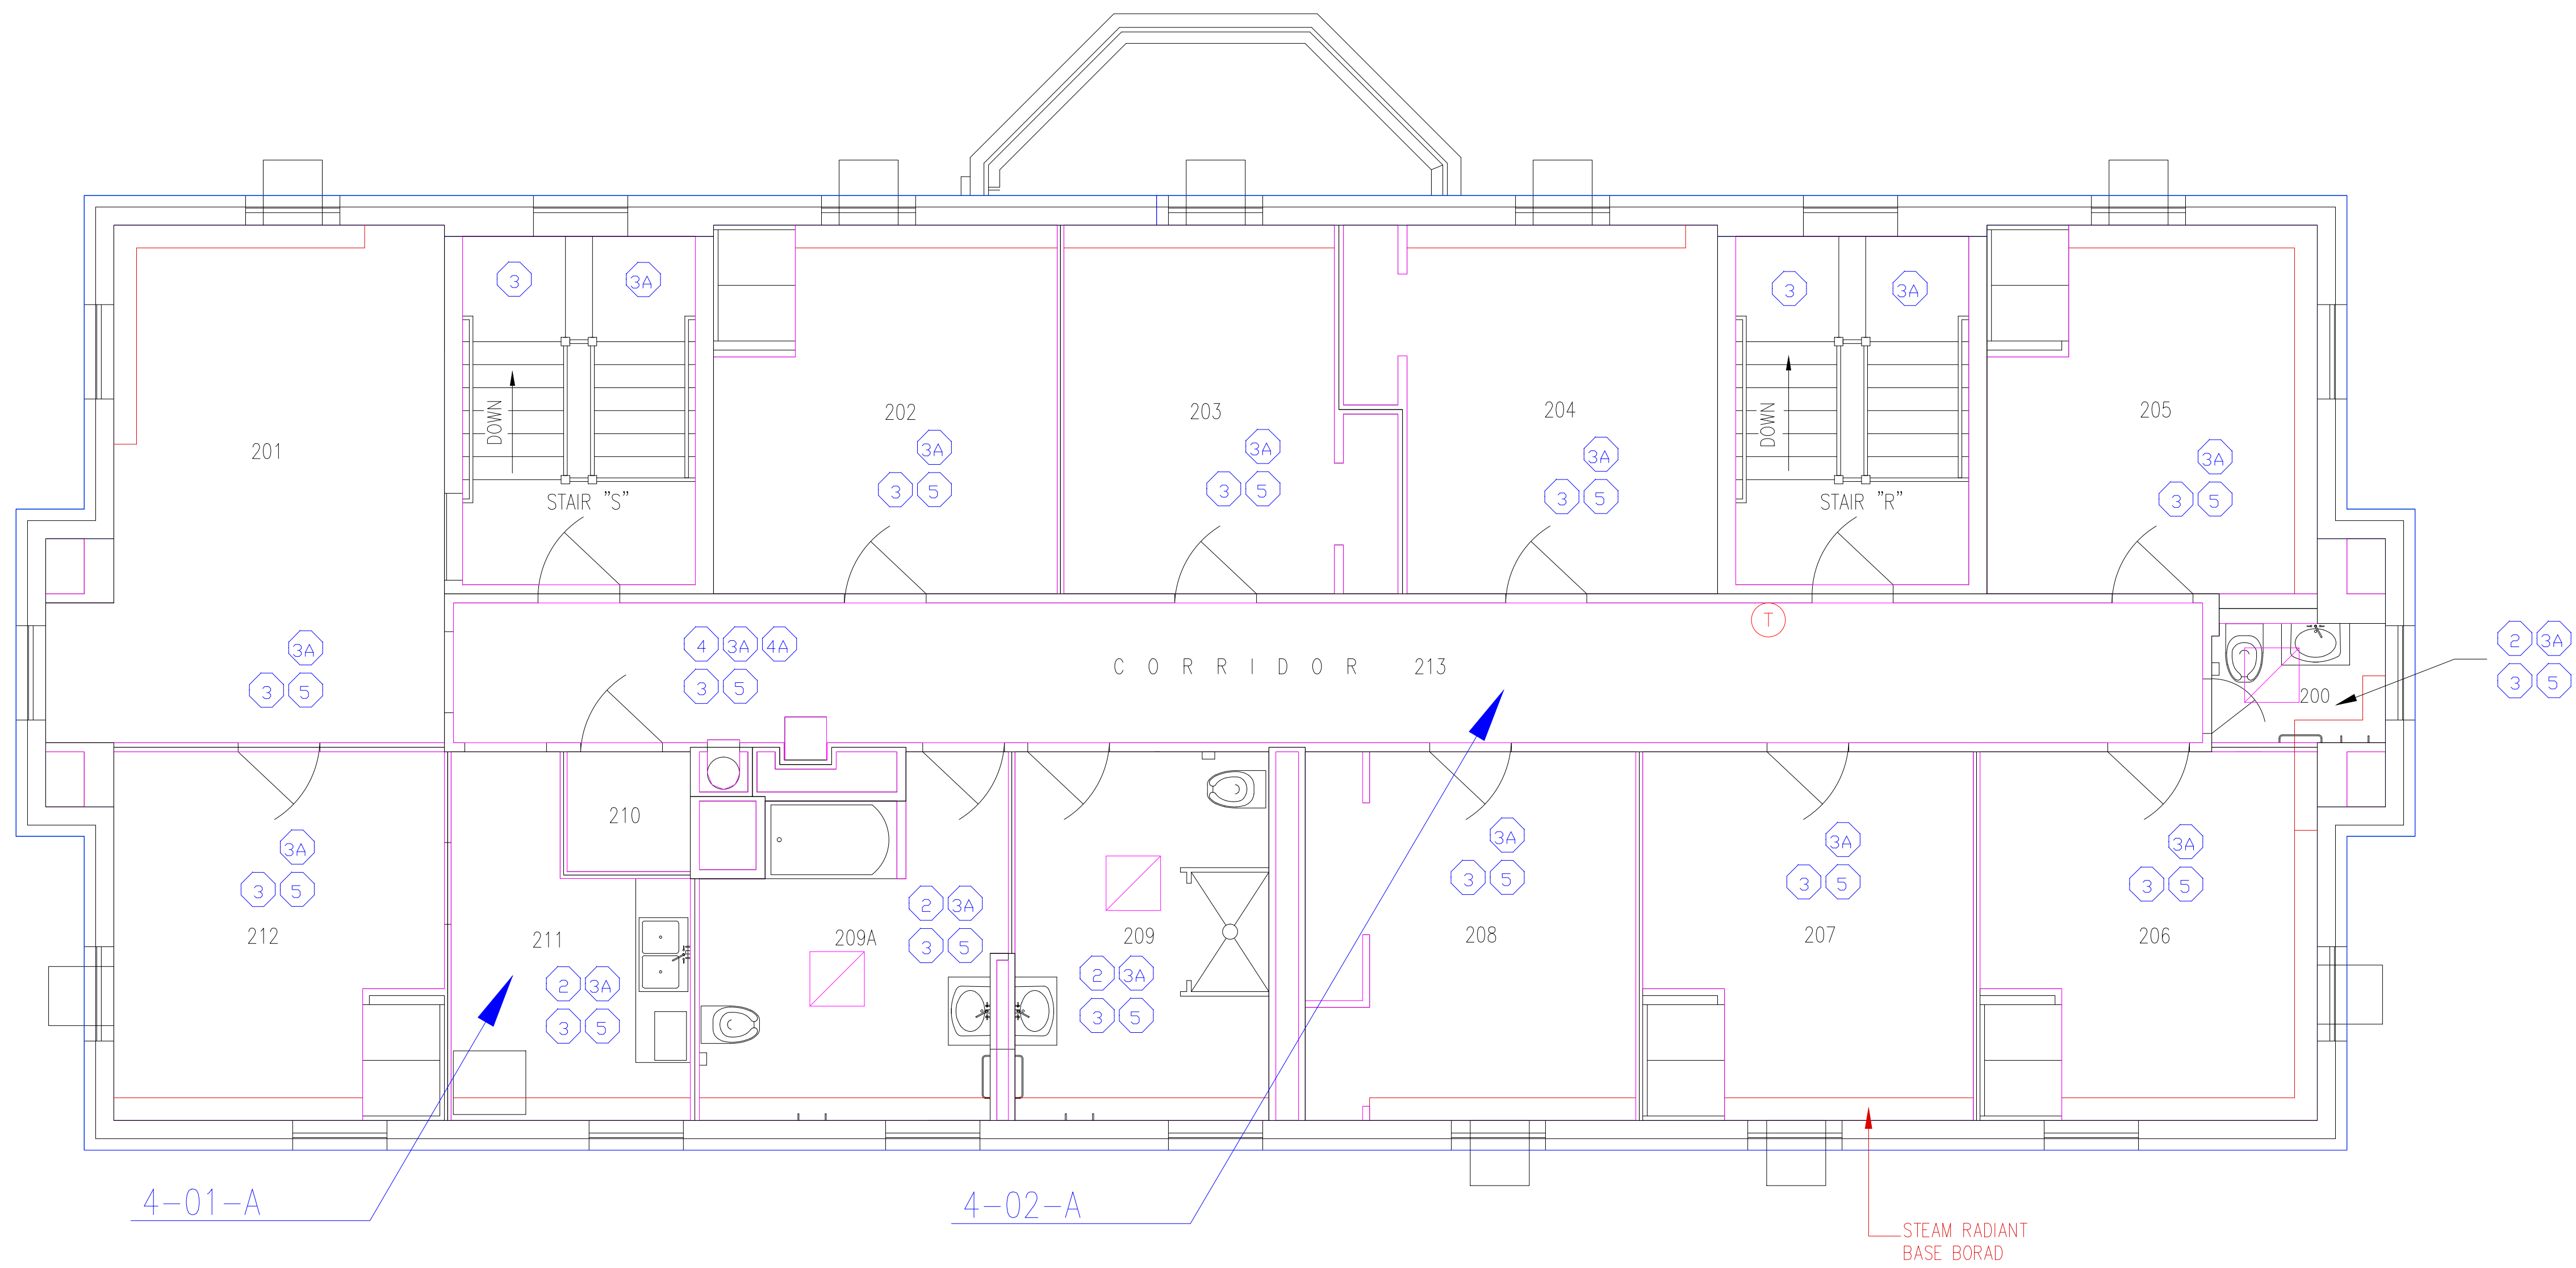 3
3A
3
3A
DOWN
DOWN
202
203
204
205
201
3A
3 5
3A
3 5
3A
3 5
3A
3 5
STAIR "S"
STAIR "R"
T
4 3A 4A
3 5
3A
3 5
CORRIDOR 213
2 3A
3 5
200
210
3A
3 5
212
211
2 3A
3 5
209A
2 3A
3 5
209
2 3A
3 5
3A
3 5
208
3A
3 5
207
3A
3 5
206
4-01-A
4-02-A
STEAM RADIANT
BASE BORAD